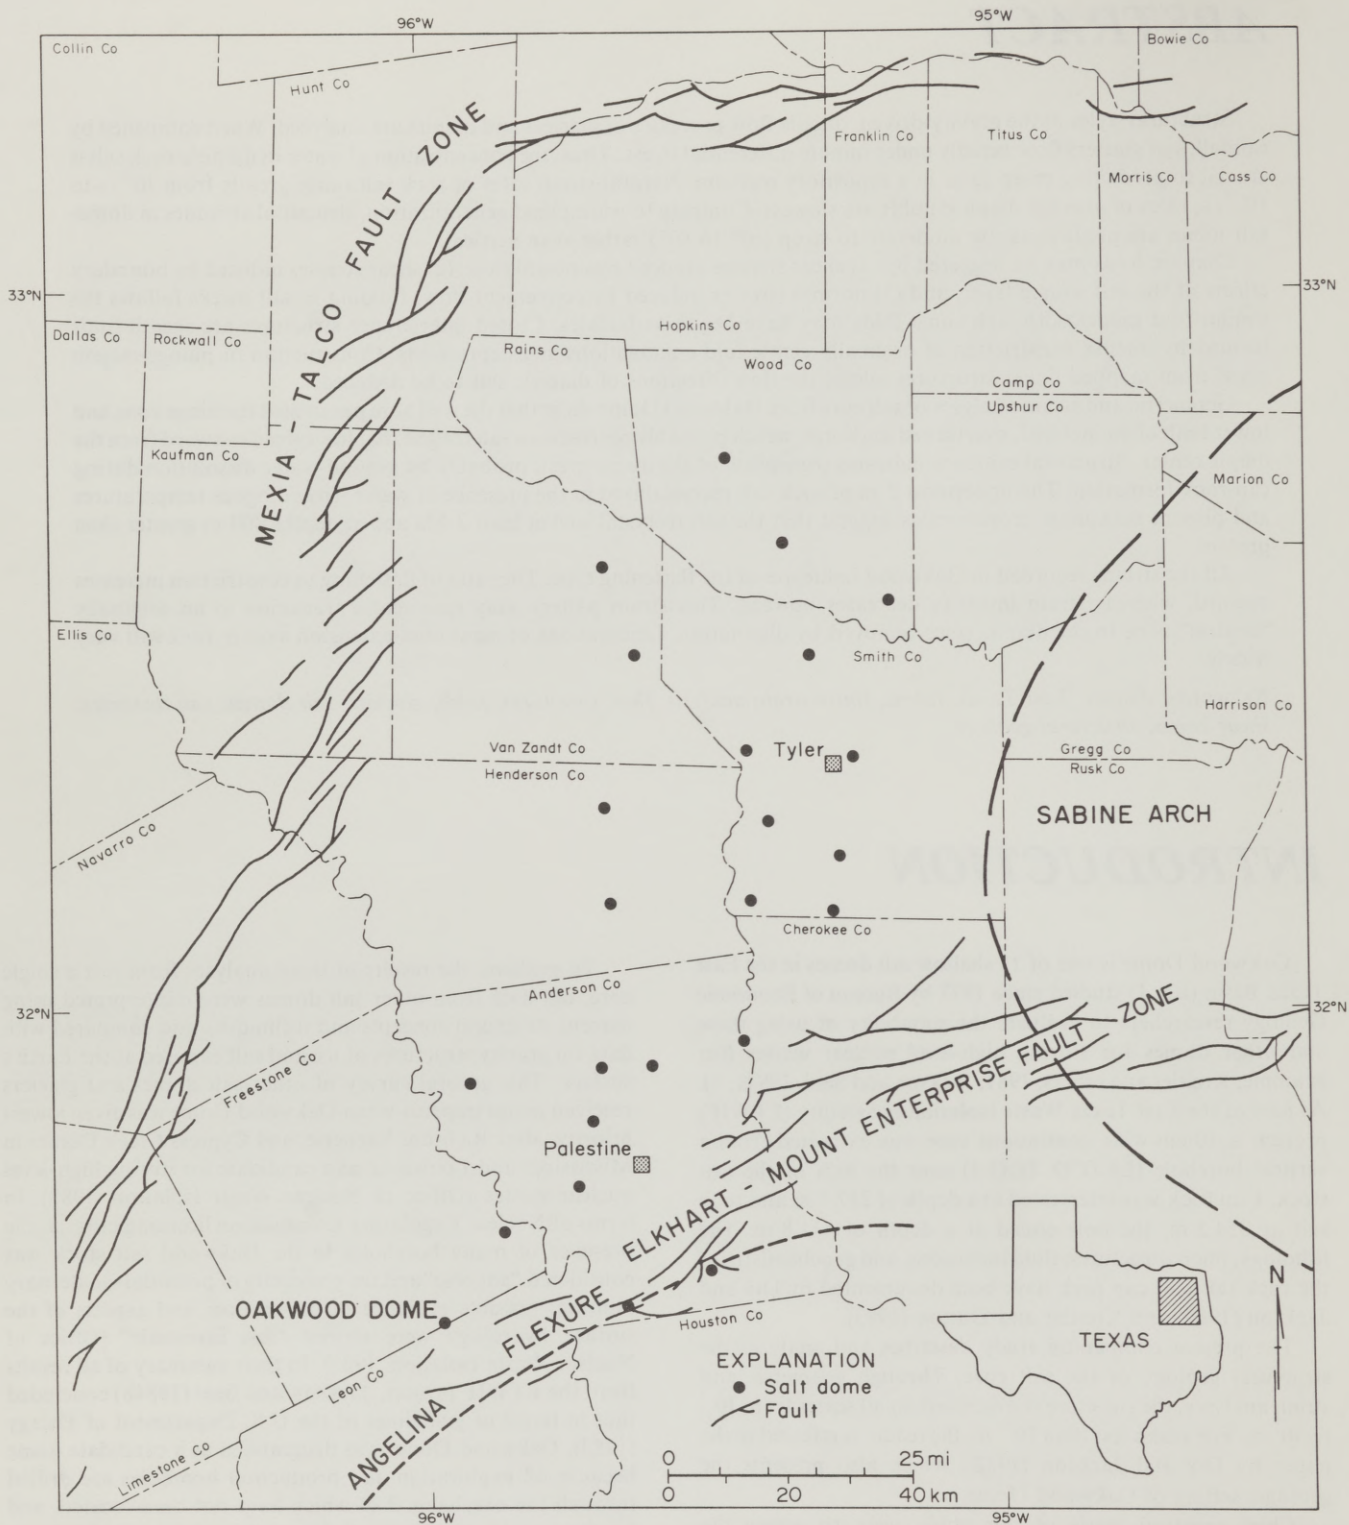 96°W
95°W
Collin Co
Bowie Co
Hunt Co
Franklin Co
Titus Co
Morris Co
Cass Co
MEXIA - TALCO FAULT ZONE
33°N
33°N
Dallas Co
Rockwall Co
Hopkins Co
Rains Co
Wood Co
Camp Co
Upshur Co
Kaufman Co
Marion Co
Ellis Co
Smith Co
Harrison Co
Van Zandt Co
Henderson Co
Tyler
Gregg Co
Rusk Co
Navarro Co
SABINE ARCH
Cherokee Co
Anderson Co
32°N
32°N
Freestone Co
ELKHART - MOUNT ENTERPRISE FAULT ZONE
Palestine
OAKWOOD DOME
Houston Co
Leon Co
ANGELINA FLEXURE
Limestone Co
EXPLANATION
Salt dome
Fault
TEXAS
N
0 25 mi
0 20 40 km
96°W
95°W